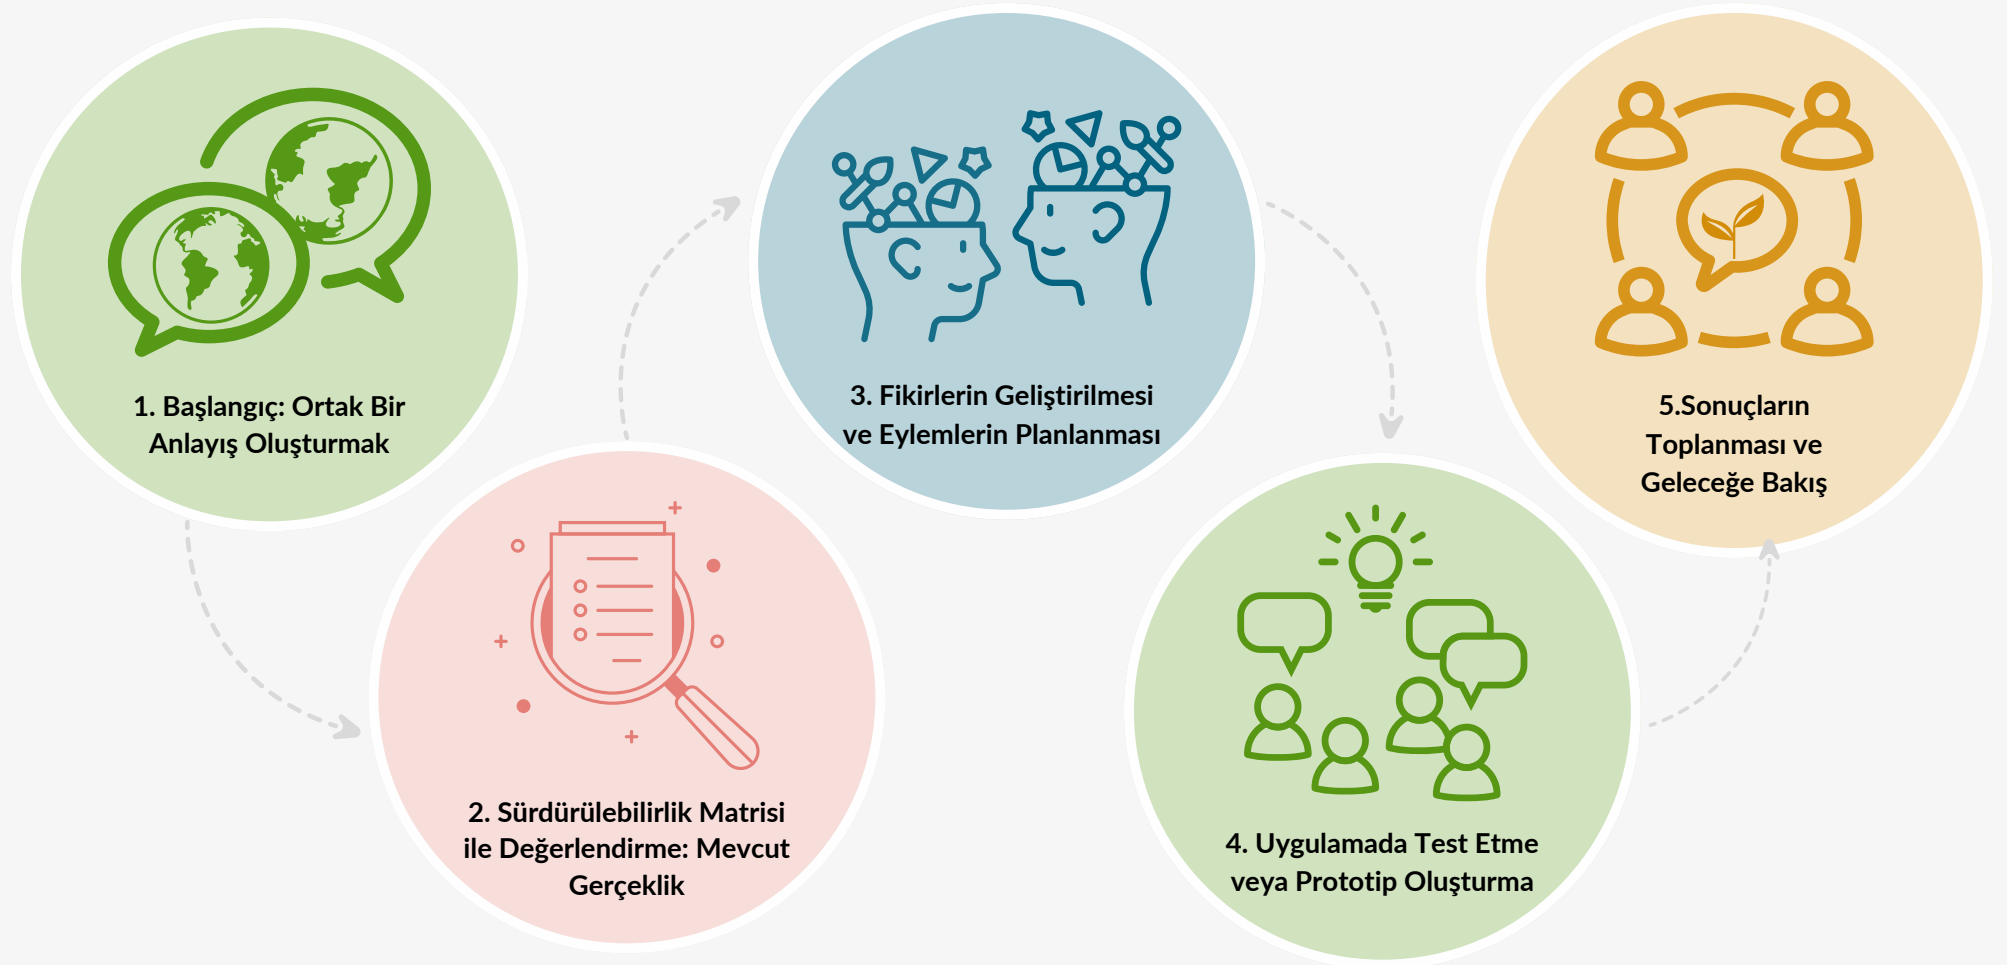 1. Başlangıç: Ortak Bir
Anlayış Oluşturmak
2. Sürdürülebilirlik Matrisi
ile Değerlendirme: Mevcut
Gerçeklik
3. Fikirlerin Geliştirilmesi
ve Eylemlerin Planlanması
4. Uygulamada Test Etme
veya Prototip Oluşturma
5.Sonuçların
Toplanması ve
Geleceğe Bakış